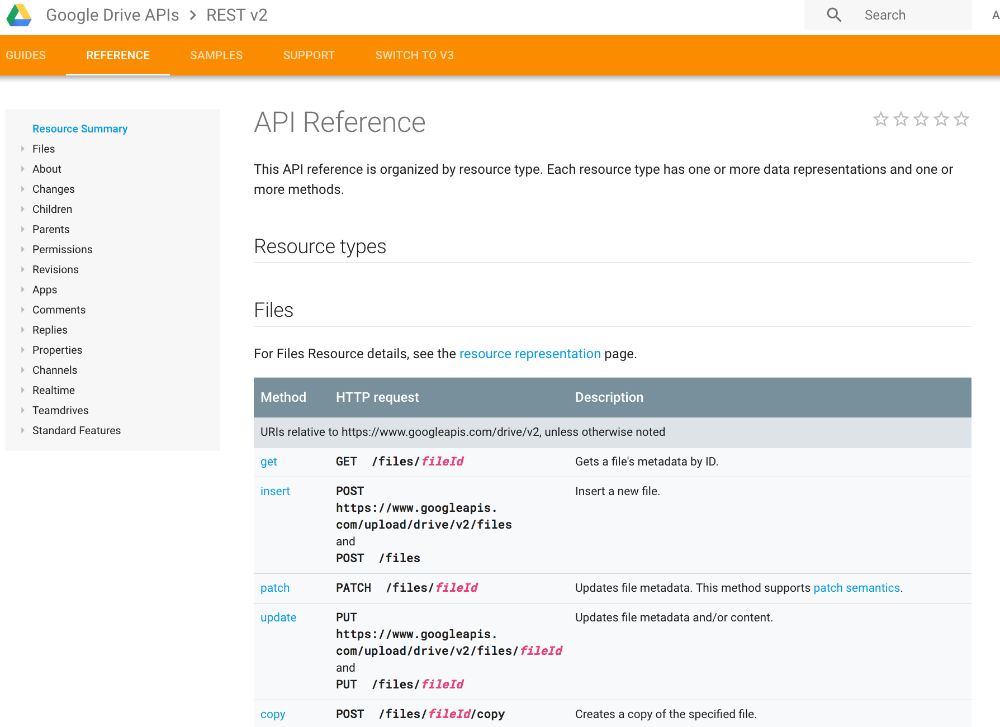 Google Drive APIs > REST v2
Search
A
GUIDES REFERENCE SAMPLES SUPPORT SWITCH TO V3
Resource Summary
Files
About
Changes
Children
Parents
Permissions
Revisions
Apps
Comments
Replies
Properties
Channels
Realtime
Teamdrives
Standard Features
API Reference
This API reference is organized by resource type. Each resource type has one or more data representations and one or
more methods.
Resource types
Files
For Files Resource details, see the resource representation page.
Method HTTP request Description
URIs relative to https://www.googleapis.com/drive/v2, unless otherwise noted
get GET /files/fileId Gets a file's metadata by ID.
insert POST Insert a new file.
https://www.googleapis.
com/upload/drive/v2/files
and
POST /files
patch PATCH /files/fileId Updates file metadata. This method supports patch semantics.
update PUT Updates file metadata and/or content.
https://www.googleapis.
com/upload/drive/v2/files/fileId
and
PUT /files/fileId
copy POST /files/fileId/copy Creates a copy of the specified file.